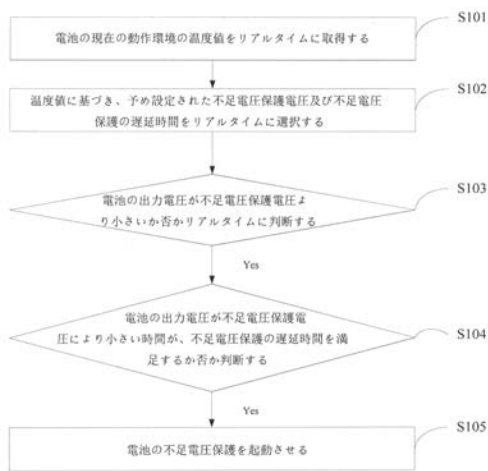 電池の現在の動作環境の温度値をリアルタイムに取得する
S101
温度値に基づき、予め設定された不足電圧保護電圧及び不足電圧
保護の遅延時間をリアルタイムに選択する
S102
電池の出力電圧が不足電圧保護電圧よ
り小さいか否かリアルタイムに判断する
S103
Yes
電池の出力電圧が不足電圧保護電
圧により小さい時間が、不足電圧保護の遅延時間を満
足するか否か判断する
S104
Yes
電池の不足電圧保護を起動させる
S105